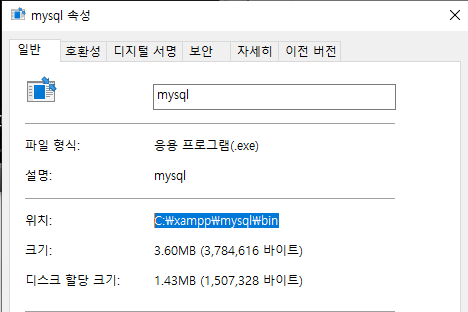 mysql 속성
일반 호환성 디지털 서명 보안 자세히 이전 버전
mysql
파일 형식: 응용 프로그램(.exe)
설명: mysql
위치: C:₩xampp₩mysql₩bin
크기: 3.60MB (3,784,616 바이트)
디스크 할당 크기: 1.43MB (1,507,328 바이트)